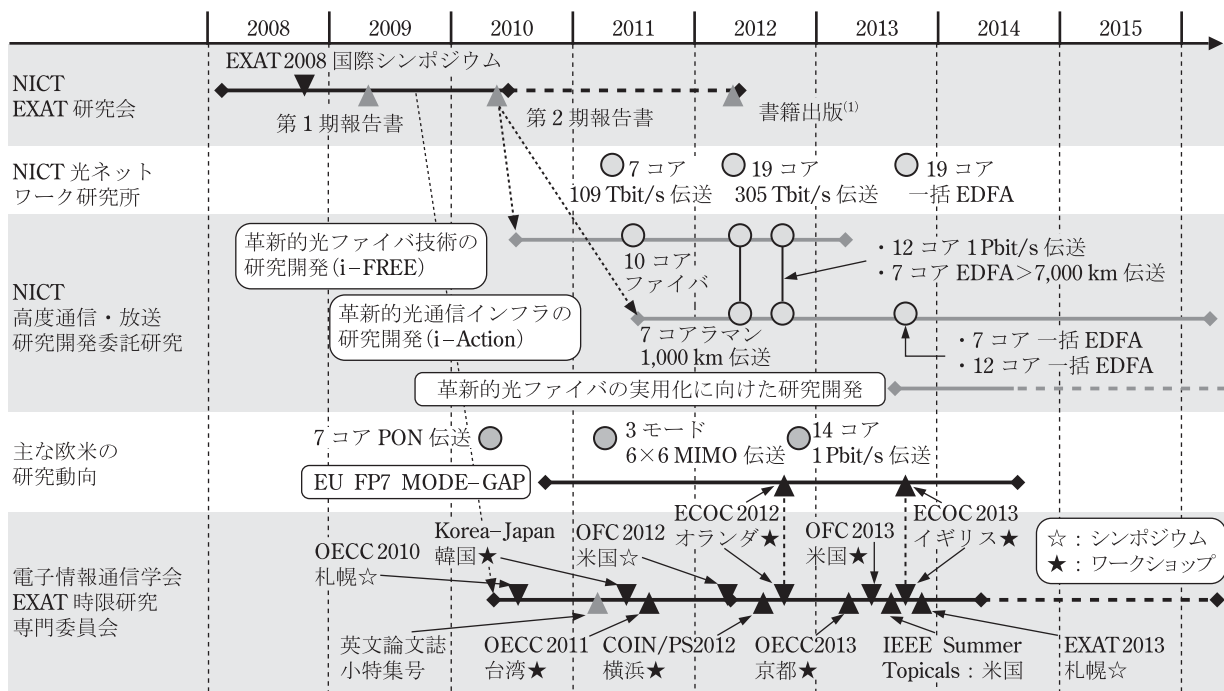 2008 2009 2010 2011 2012 2013 2014 2015
NICT
EXAT 研究会
EXAT 2008 国際シンポジウム
第 1 期報告書
第 2 期報告書
書籍出版(1)
NICT 光ネット
ワーク研究所
7 コア
109 Tbit/s 伝送
19 コア
305 Tbit/s 伝送
19 コア
一括 EDFA
NICT
高度通信・放送
研究開発委託研究
革新的光ファイバ技術の
研究開発(i-FREE)
革新的光通信インフラの
研究開発(i-Action)
10 コア
ファイバ
・12 コア 1 Pbit/s 伝送
・7 コア EDFA>7,000 km 伝送
7 コアラマン
1,000 km 伝送
・7 コア 一括 EDFA
・12 コア 一括 EDFA
革新的光ファイバの実用化に向けた研究開発
主な欧米の
研究動向
7 コア PON 伝送
3 モード
6×6 MIMO 伝送
14 コア
1 Pbit/s 伝送
EU FP7 MODE-GAP
電子情報通信学会
EXAT 時限研究
専門委員会
OECC 2010
札幌☆
Korea-Japan
韓国★
OFC 2012
米国☆
ECOC 2012
オランダ★
OFC 2013
米国★
ECOC 2013
イギリス★
☆：シンポジウム
★：ワークショップ
英文論文誌
小特集号
OECC 2011
台湾★
COIN/PS2012
横浜★
OECC2013
京都★
IEEE Summer
Topicals：米国
EXAT 2013
札幌☆